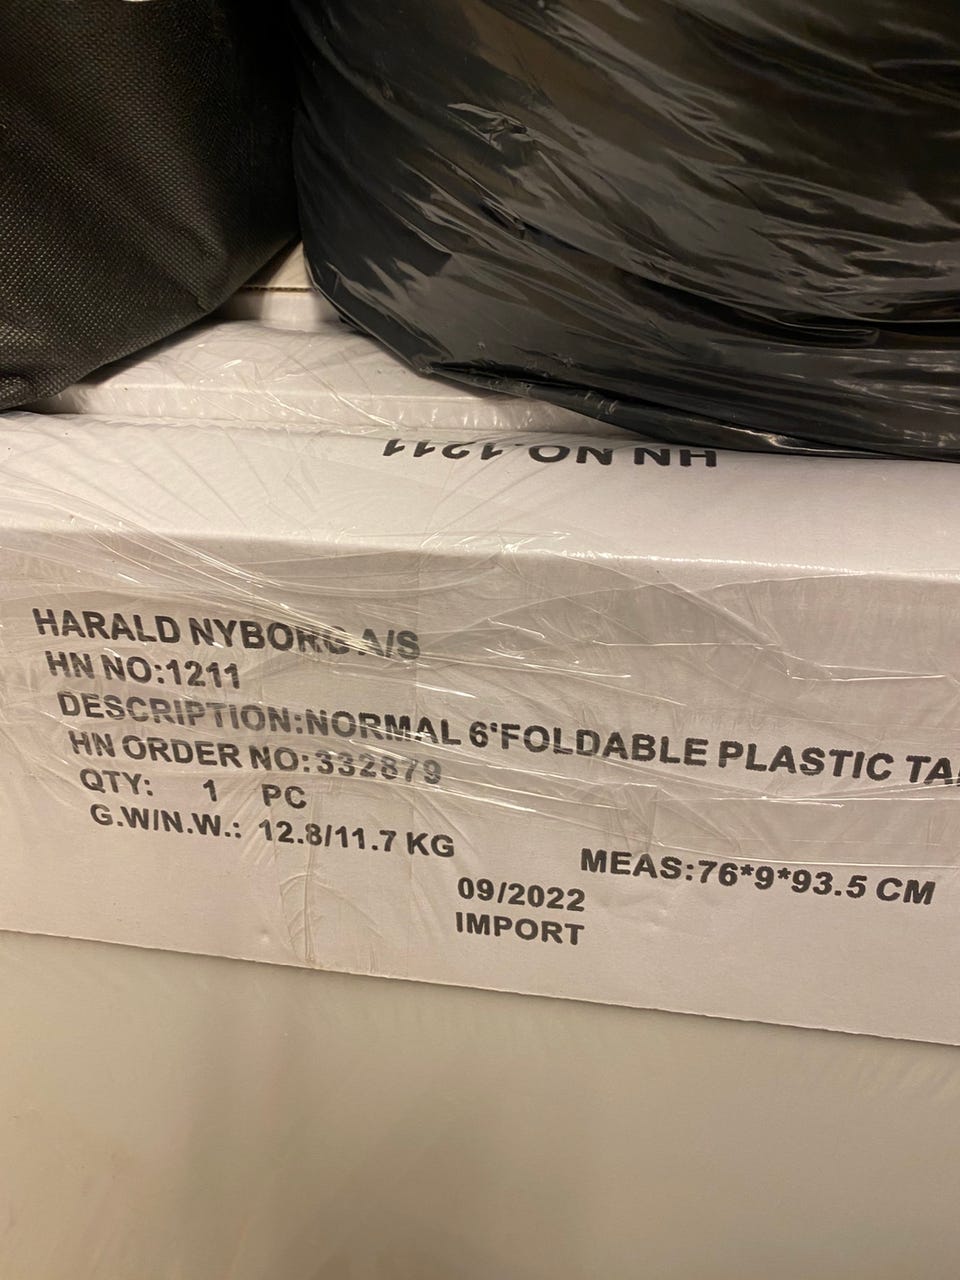 HN NO:1211
HARALD NYBORG A/S
HN NO:1211
DESCRIPTION:NORMAL 6'FOLDABLE PLASTIC
HN ORDER NO:332879
QTY: 1 PC
G.W/N.W.: 12.8/11.7 KG
MEAS:76*9*93.5 CM
09/2022
IMPORT